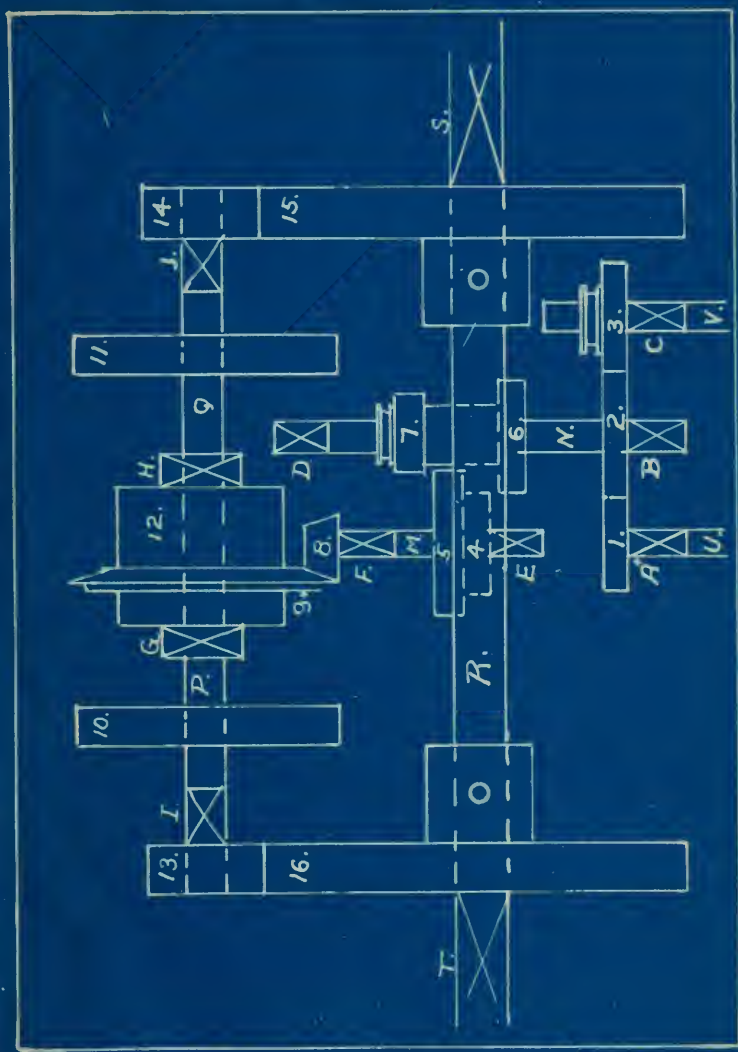 10. 11.
13. I G 12. H. J. 14
P. Q
16. 9. 15.
8. D
F.
M. 7.
T. 5 S.
O R. 4 O
E 6
N.
1. 2. 3.
A B C
U. V.